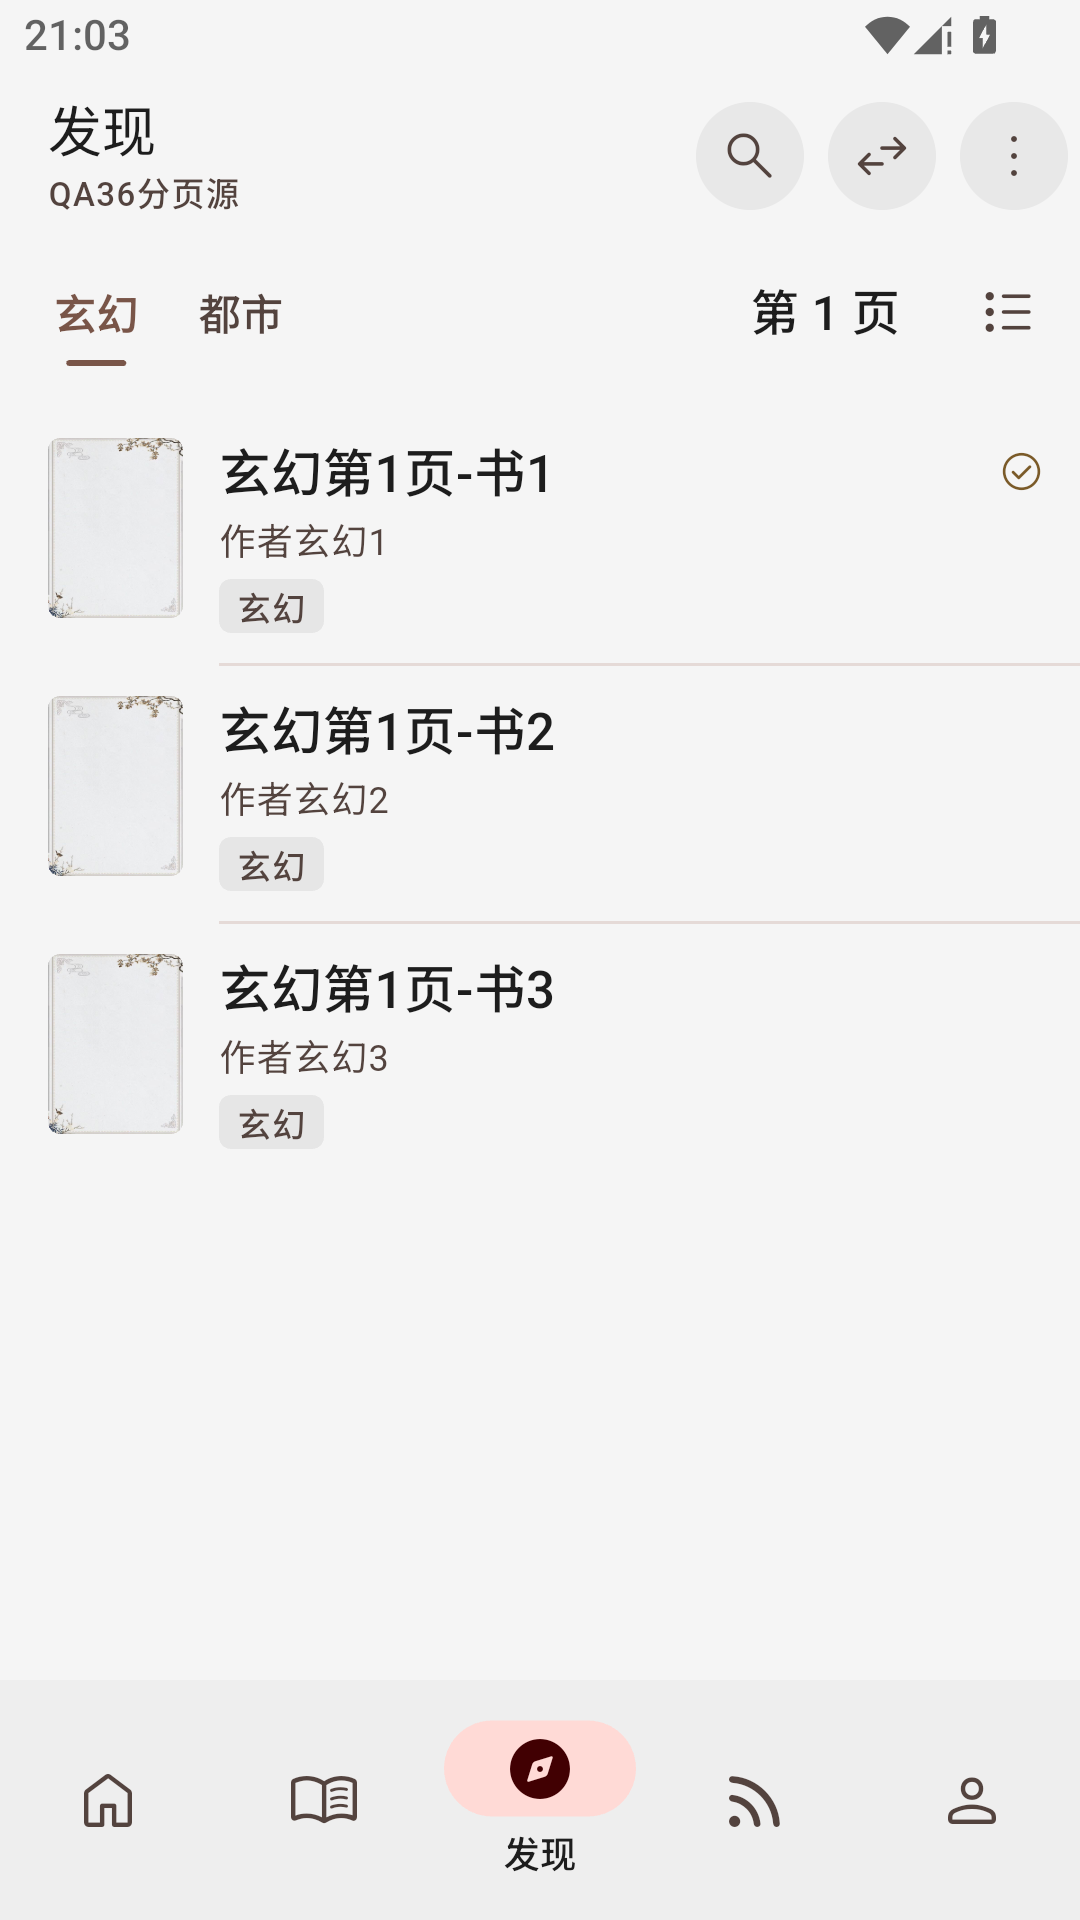 21:03
发现
QA36分页源
玄幻
都市
第 1 页
玄幻第1页-书1
作者玄幻1
玄幻
玄幻第1页-书2
作者玄幻2
玄幻
玄幻第1页-书3
作者玄幻3
玄幻
发现